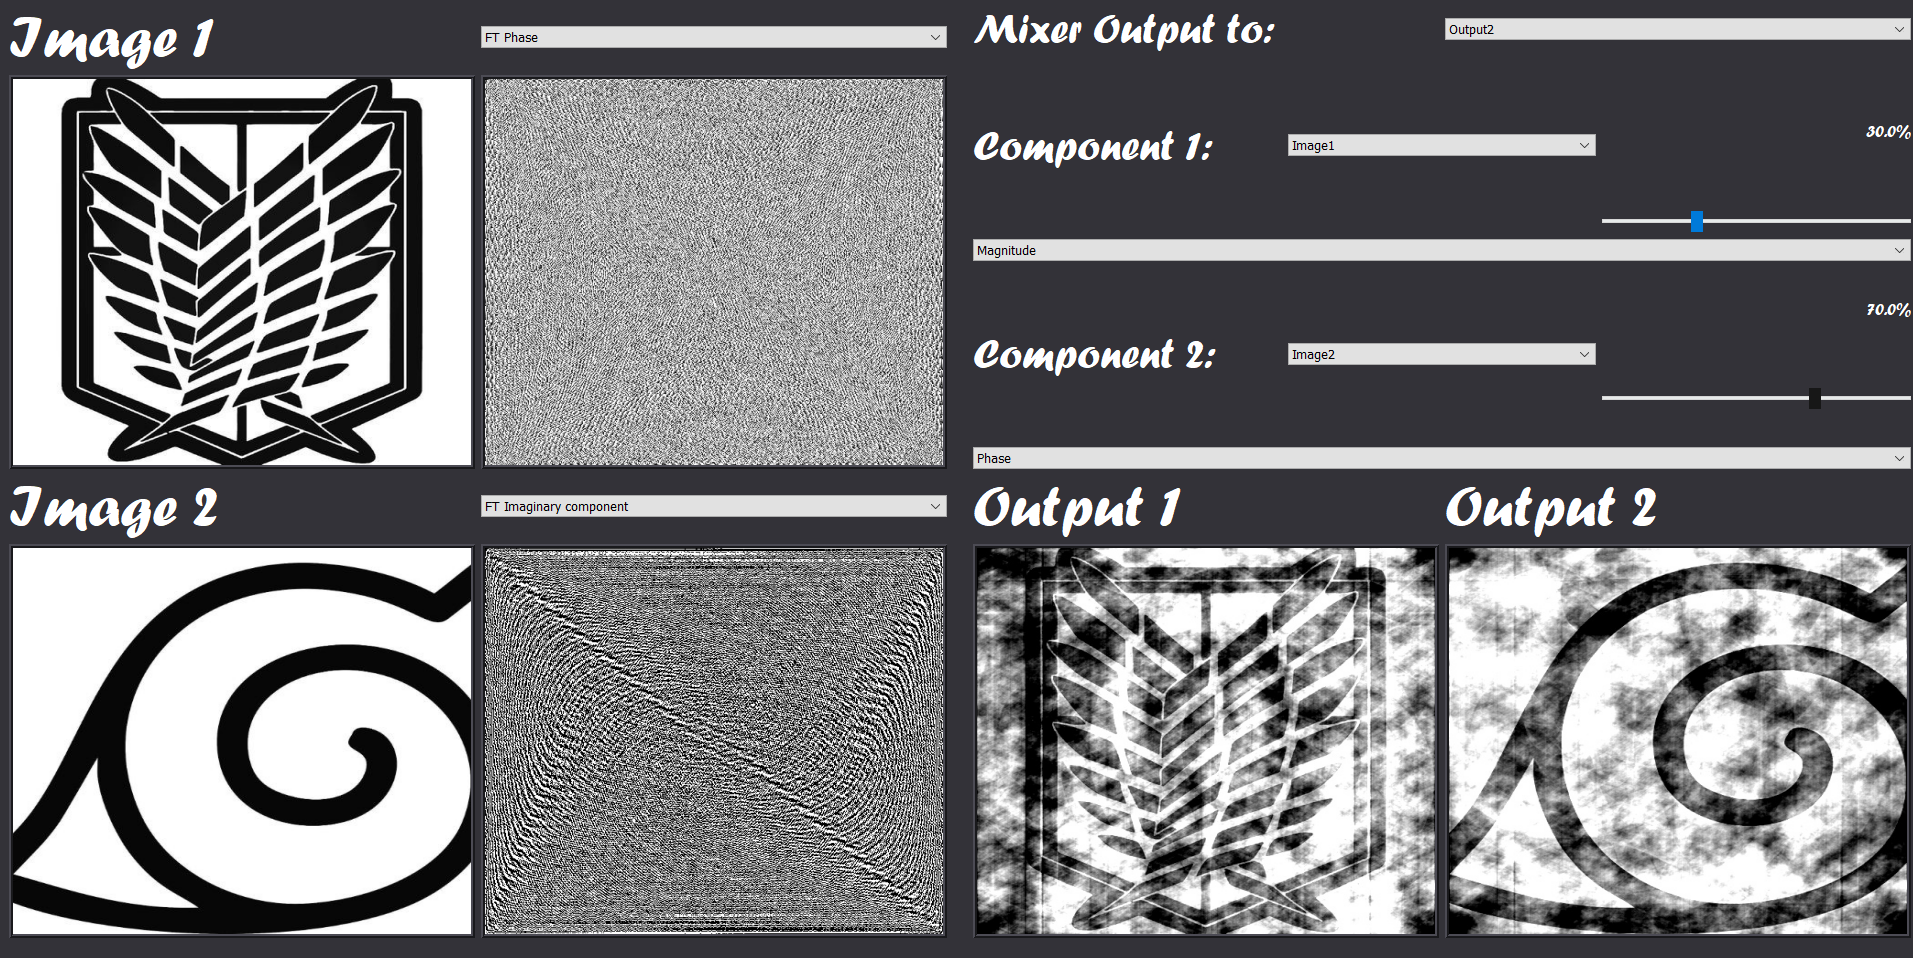 Image 1
FT Phase
Mixer Output to:
Output2
Component 1:
Image1
30.0%
Magnitude
70.0%
Component 2:
Image2
Phase
Image 2
FT Imaginary component
Output 1
Output 2